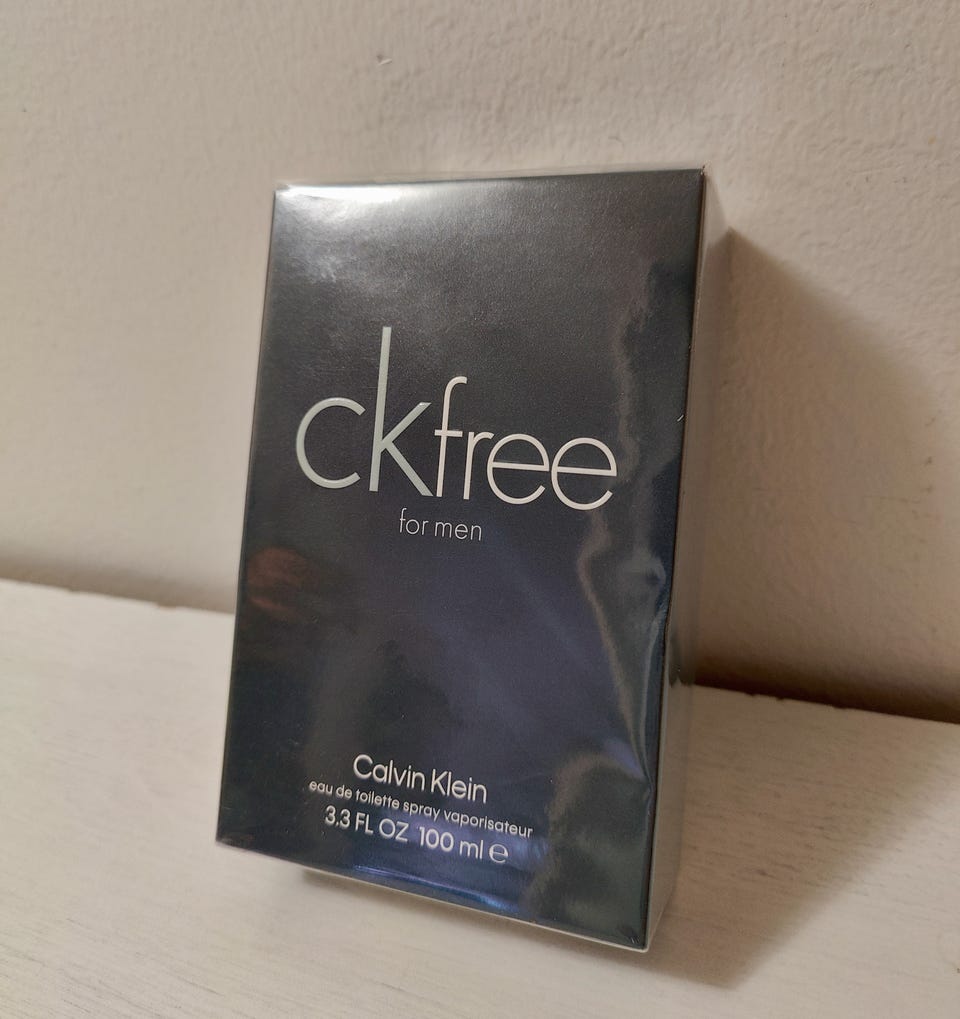 ckfree
for men
Calvin Klein
eau de toilette spray vaporisateur
3.3 FL OZ 100 ml ℮